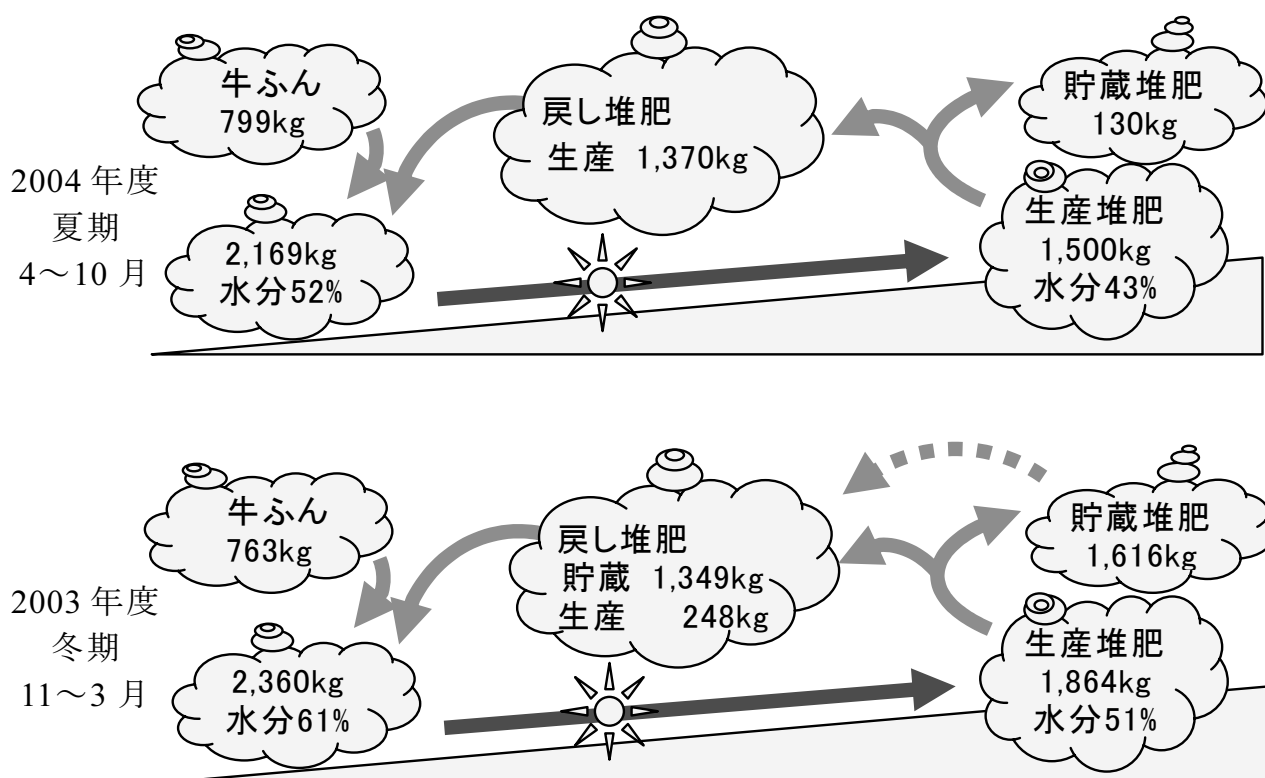 2004 年度
夏期
4～10 月
牛ふん
799kg
戻し堆肥
生産 1,370kg
貯蔵堆肥
130kg
2,169kg
水分52%
生産堆肥
1,500kg
水分43%
2003 年度
冬期
11～3 月
牛ふん
763kg
戻し堆肥
貯蔵 1,349kg
生産 248kg
貯蔵堆肥
1,616kg
2,360kg
水分61%
生産堆肥
1,864kg
水分51%